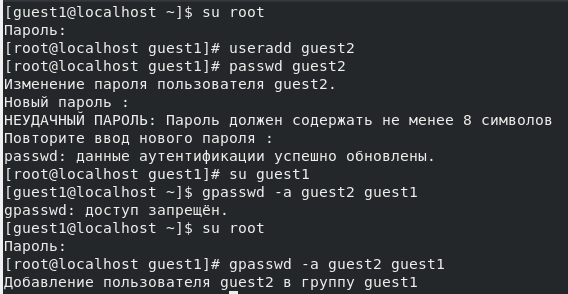 [guest1@localhost ~]$ su root
Пароль:
[root@localhost guest1]# useradd guest2
[root@localhost guest1]# passwd guest2
Изменение пароля пользователя guest2.
Новый пароль :
НЕУДАЧНЫЙ ПАРОЛЬ: Пароль должен содержать не менее 8 символов
Повторите ввод нового пароля :
passwd: данные аутентификации успешно обновлены.
[root@localhost guest1]# su guest1
[guest1@localhost ~]$ gpasswd -a guest2 guest1
gpasswd: доступ запрещён.
[guest1@localhost ~]$ su root
Пароль:
[root@localhost guest1]# gpasswd -a guest2 guest1
Добавление пользователя guest2 в группу guest1